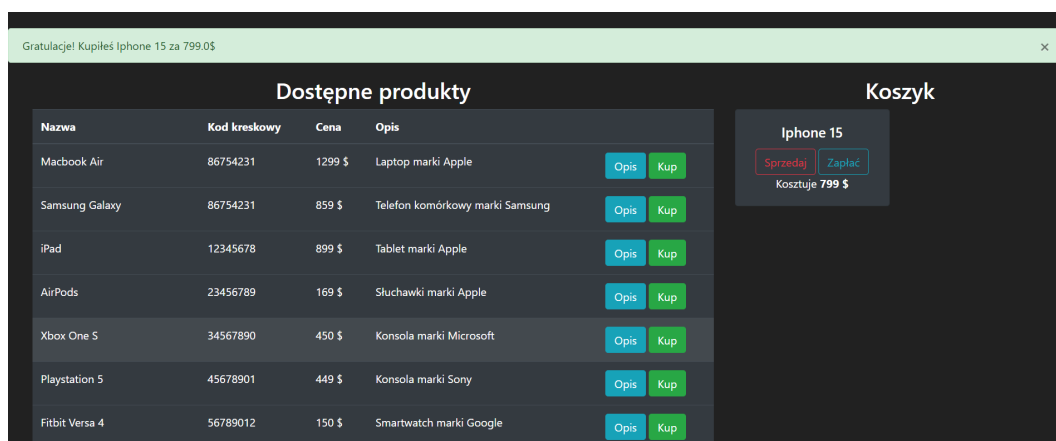 Gratulacje! Kupiłeś Iphone 15 za 799.0$ ×
Dostępne produkty
Nazwa Kod kreskowy Cena Opis
Macbook Air 86754231 1299 $ Laptop marki Apple Opis Kup
Samsung Galaxy 86754231 859 $ Telefon komórkowy marki Samsung Opis Kup
iPad 12345678 899 $ Tablet marki Apple Opis Kup
AirPods 23456789 169 $ Słuchawki marki Apple Opis Kup
Xbox One S 34567890 450 $ Konsola marki Microsoft Opis Kup
Playstation 5 45678901 449 $ Konsola marki Sony Opis Kup
Fitbit Versa 4 56789012 150 $ Smartwatch marki Google Opis Kup
Koszyk
Iphone 15
Sprzedaj Zapłać
Kosztuje 799 $